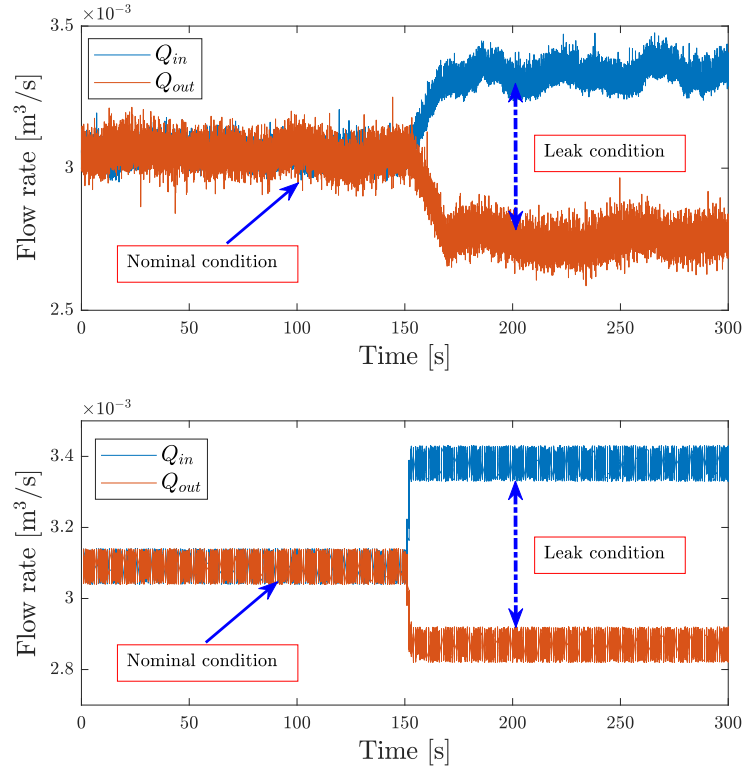 ×10⁻³
3.5
Q_in
Q_out
Leak condition
3
Nominal condition
2.5
0 50 100 150 200 250 300
Flow rate [m³/s]
Time [s]
×10⁻³
Q_in
Q_out
3.4
3.2
Leak condition
3
Nominal condition
2.8
0 50 100 150 200 250 300
Flow rate [m³/s]
Time [s]